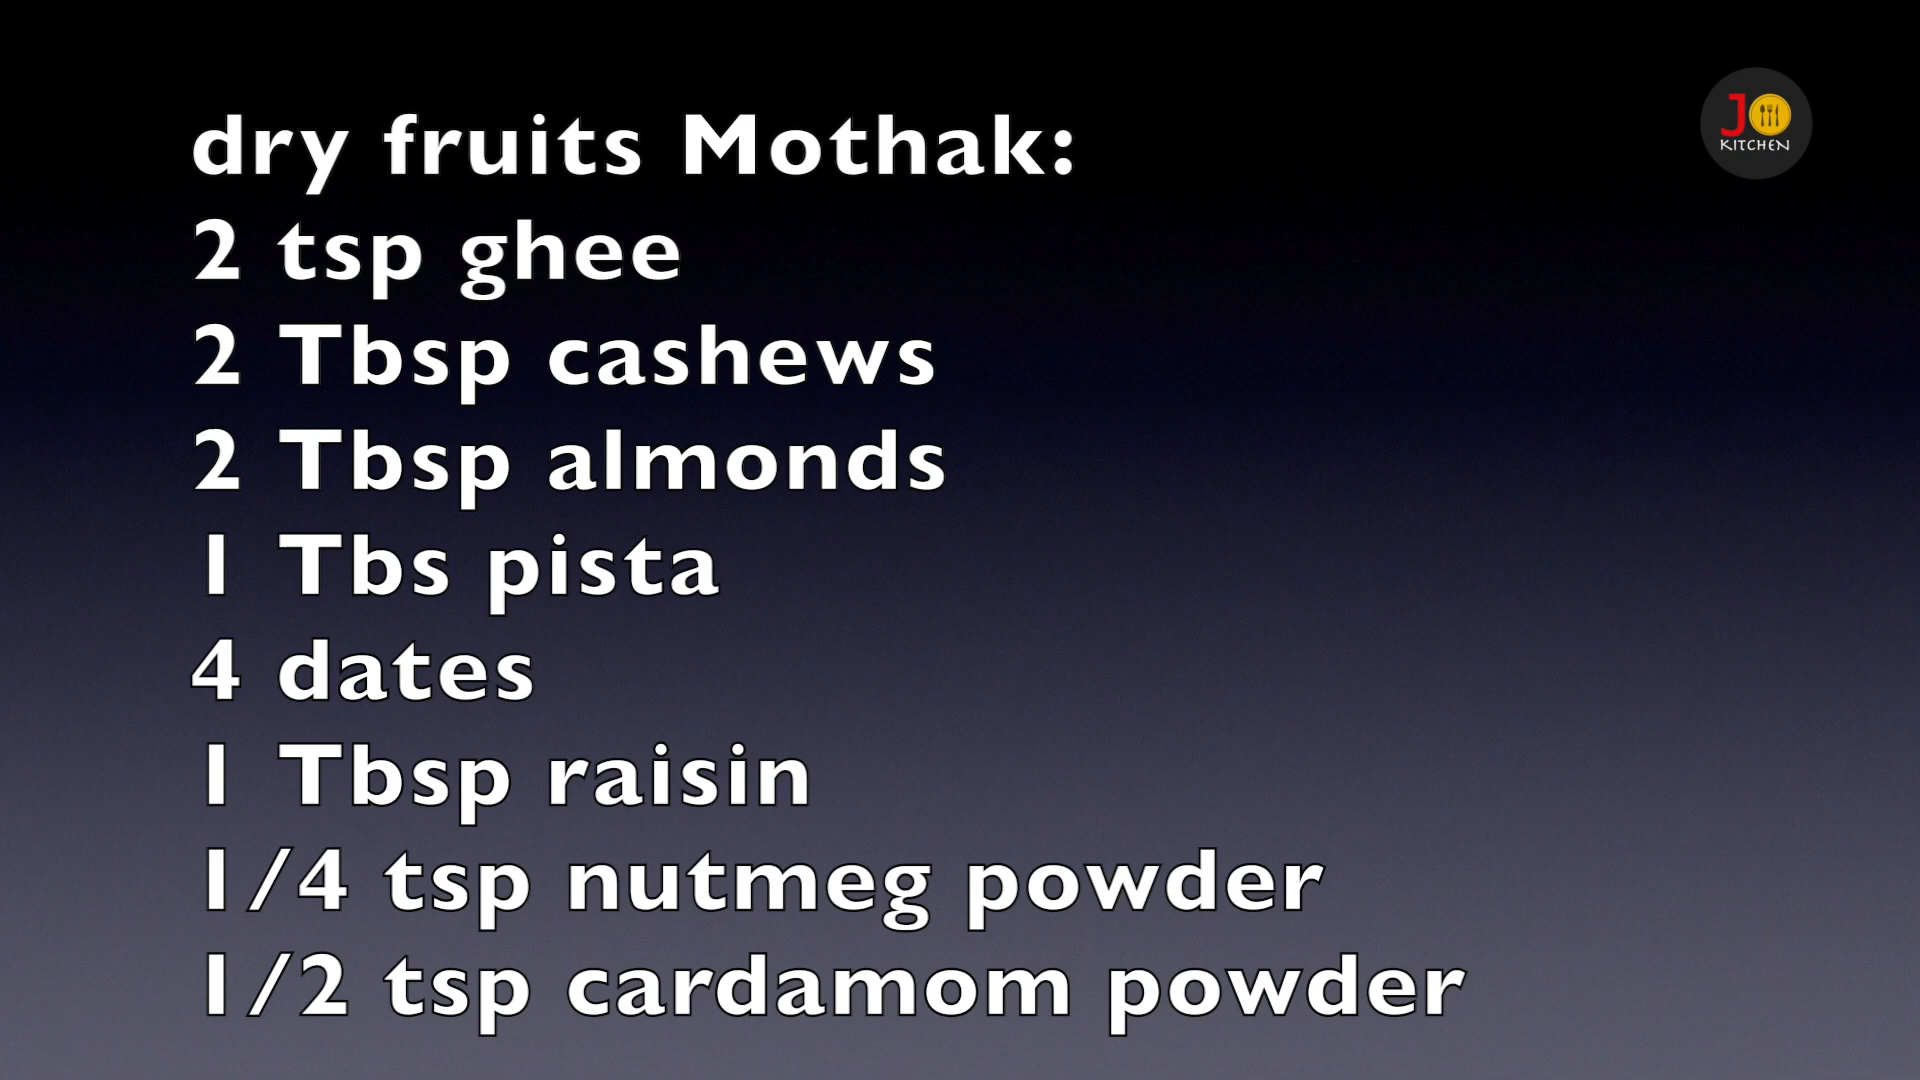 dry fruits Mothak:
2 tsp ghee
2 Tbsp cashews
2 Tbsp almonds
1 Tbs pista
4 dates
1 Tbsp raisin
1/4 tsp nutmeg powder
1/2 tsp cardamom powder
JO
KITCHEN